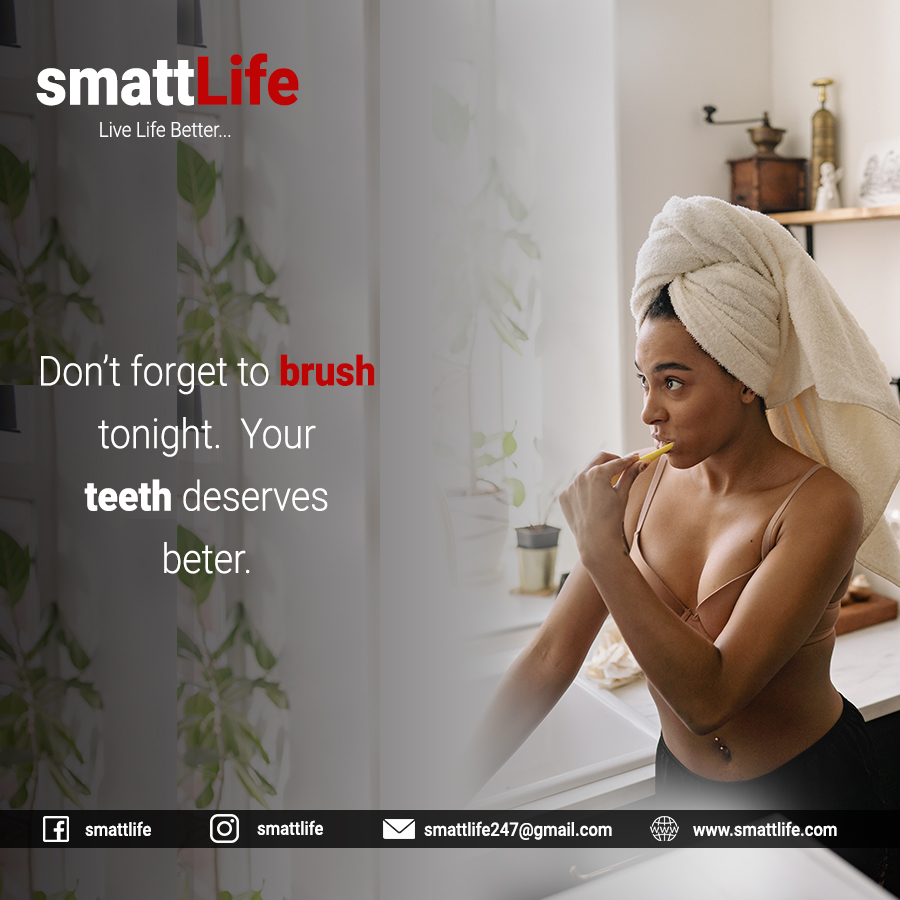 smattLife
Live Life Better...
Don't forget to brush
tonight.  Your
teeth deserves
beter.
smattlife
smattlife
smattlife247@gmail.com
www.smattlife.com